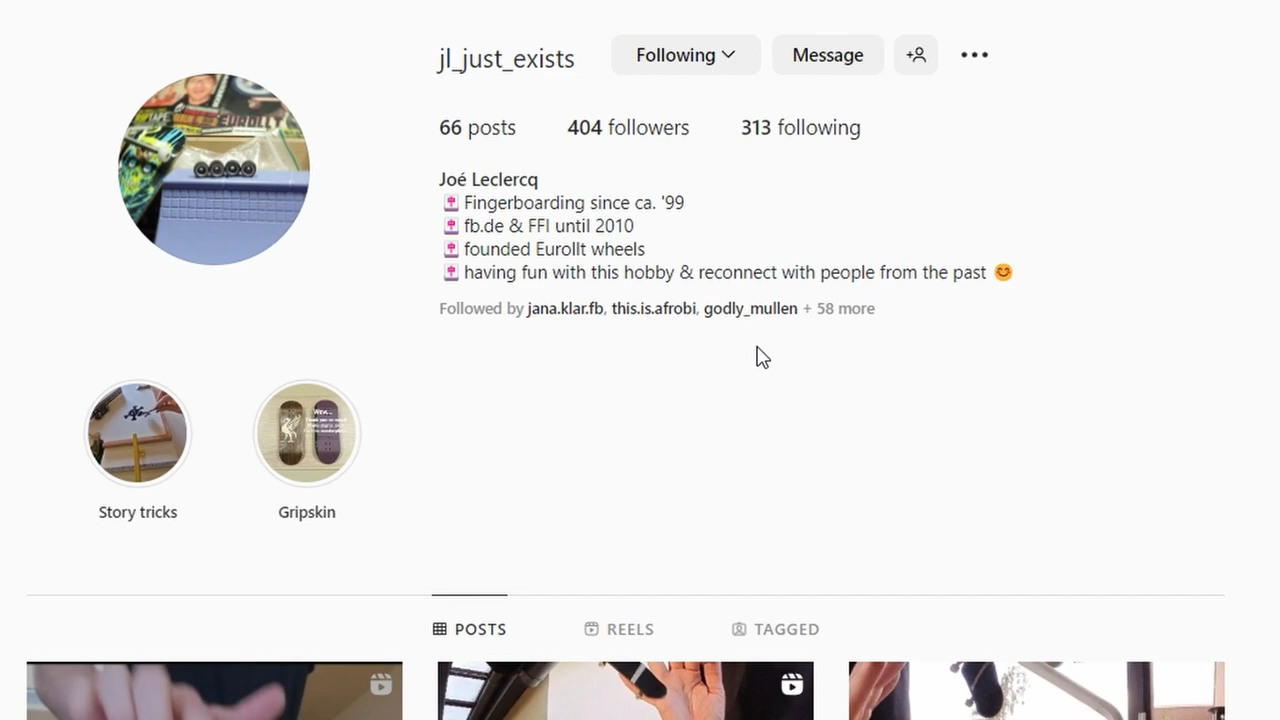 jl_just_exists
Following
Message
66 posts
404 followers
313 following
Joé Leclercq
🀄 Fingerboarding since ca. '99
🀄 fb.de & FFI until 2010
🀄 founded Eurollt wheels
🀄 having fun with this hobby & reconnect with people from the past 😊
Followed by jana.klar.fb, this.is.afrobi, godly_mullen + 58 more
EUROLLT
Story tricks
Gripskin
POSTS
REELS
TAGGED